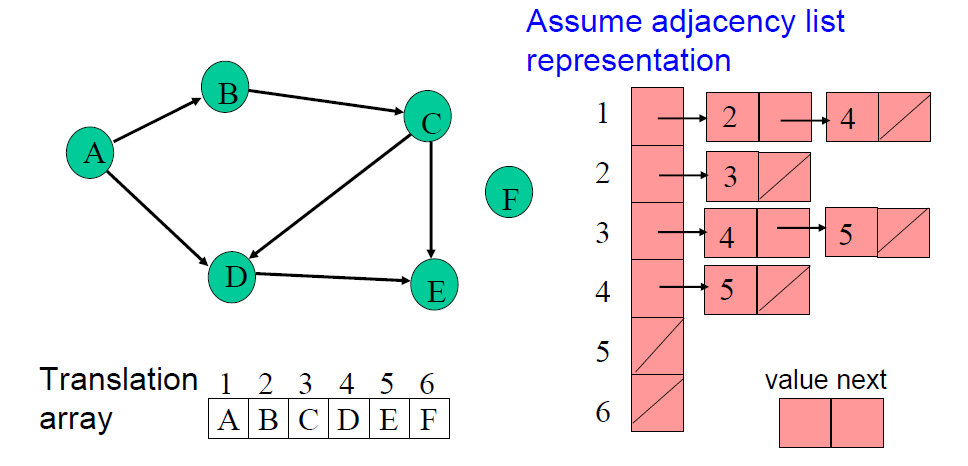 Assume adjacency list
representation
B
C
A
F
D
E
1
2 4
2
3
3
4 5
4
5
5
6
value next
Translation
array
1 2 3 4 5 6
A B C D E F